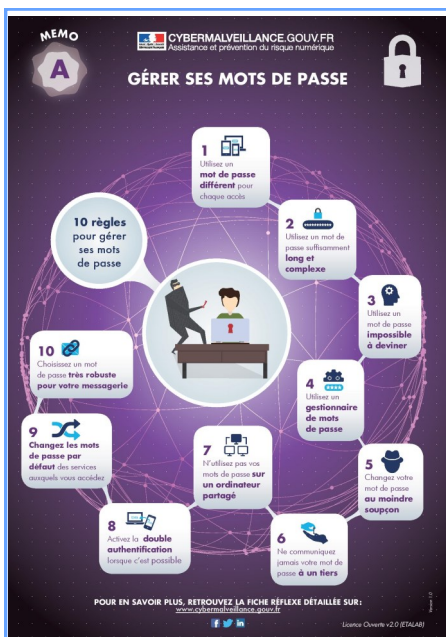 MEMO
A
CYBERMALVEILLANCE.GOUV.FR
Assistance et prévention du risque numérique
GÉRER SES MOTS DE PASSE
10 règles
pour gérer
ses mots
de passe
1
Utilisez un
mot de passe
différent pour
chaque accès
2
Utilisez un mot de
passe suffisamment
long et
complexe
3
Utilisez un
mot de passe
impossible
à deviner
4
Utilisez un
gestionnaire
de mots
de passe
5
Changez votre
mot de passe
au moindre
soupçon
6
Ne communiquez
jamais votre mot de
passe à un tiers
7
N'utilisez pas vos
mots de passe sur
un ordinateur
partagé
8
Activez la double
authentification
lorsque c'est possible
9
Changez les mots
de passe par
défaut des services
auxquels vous accédez
10
Choisissez un mot
de passe très robuste
pour votre messagerie
POUR EN SAVOIR PLUS, RETROUVEZ LA FICHE RÉFLEXE DÉTAILLÉE SUR :
www.cybermalveillance.gouv.fr
Licence Ouverte v2.0 (ETALAB)
Version 1.0